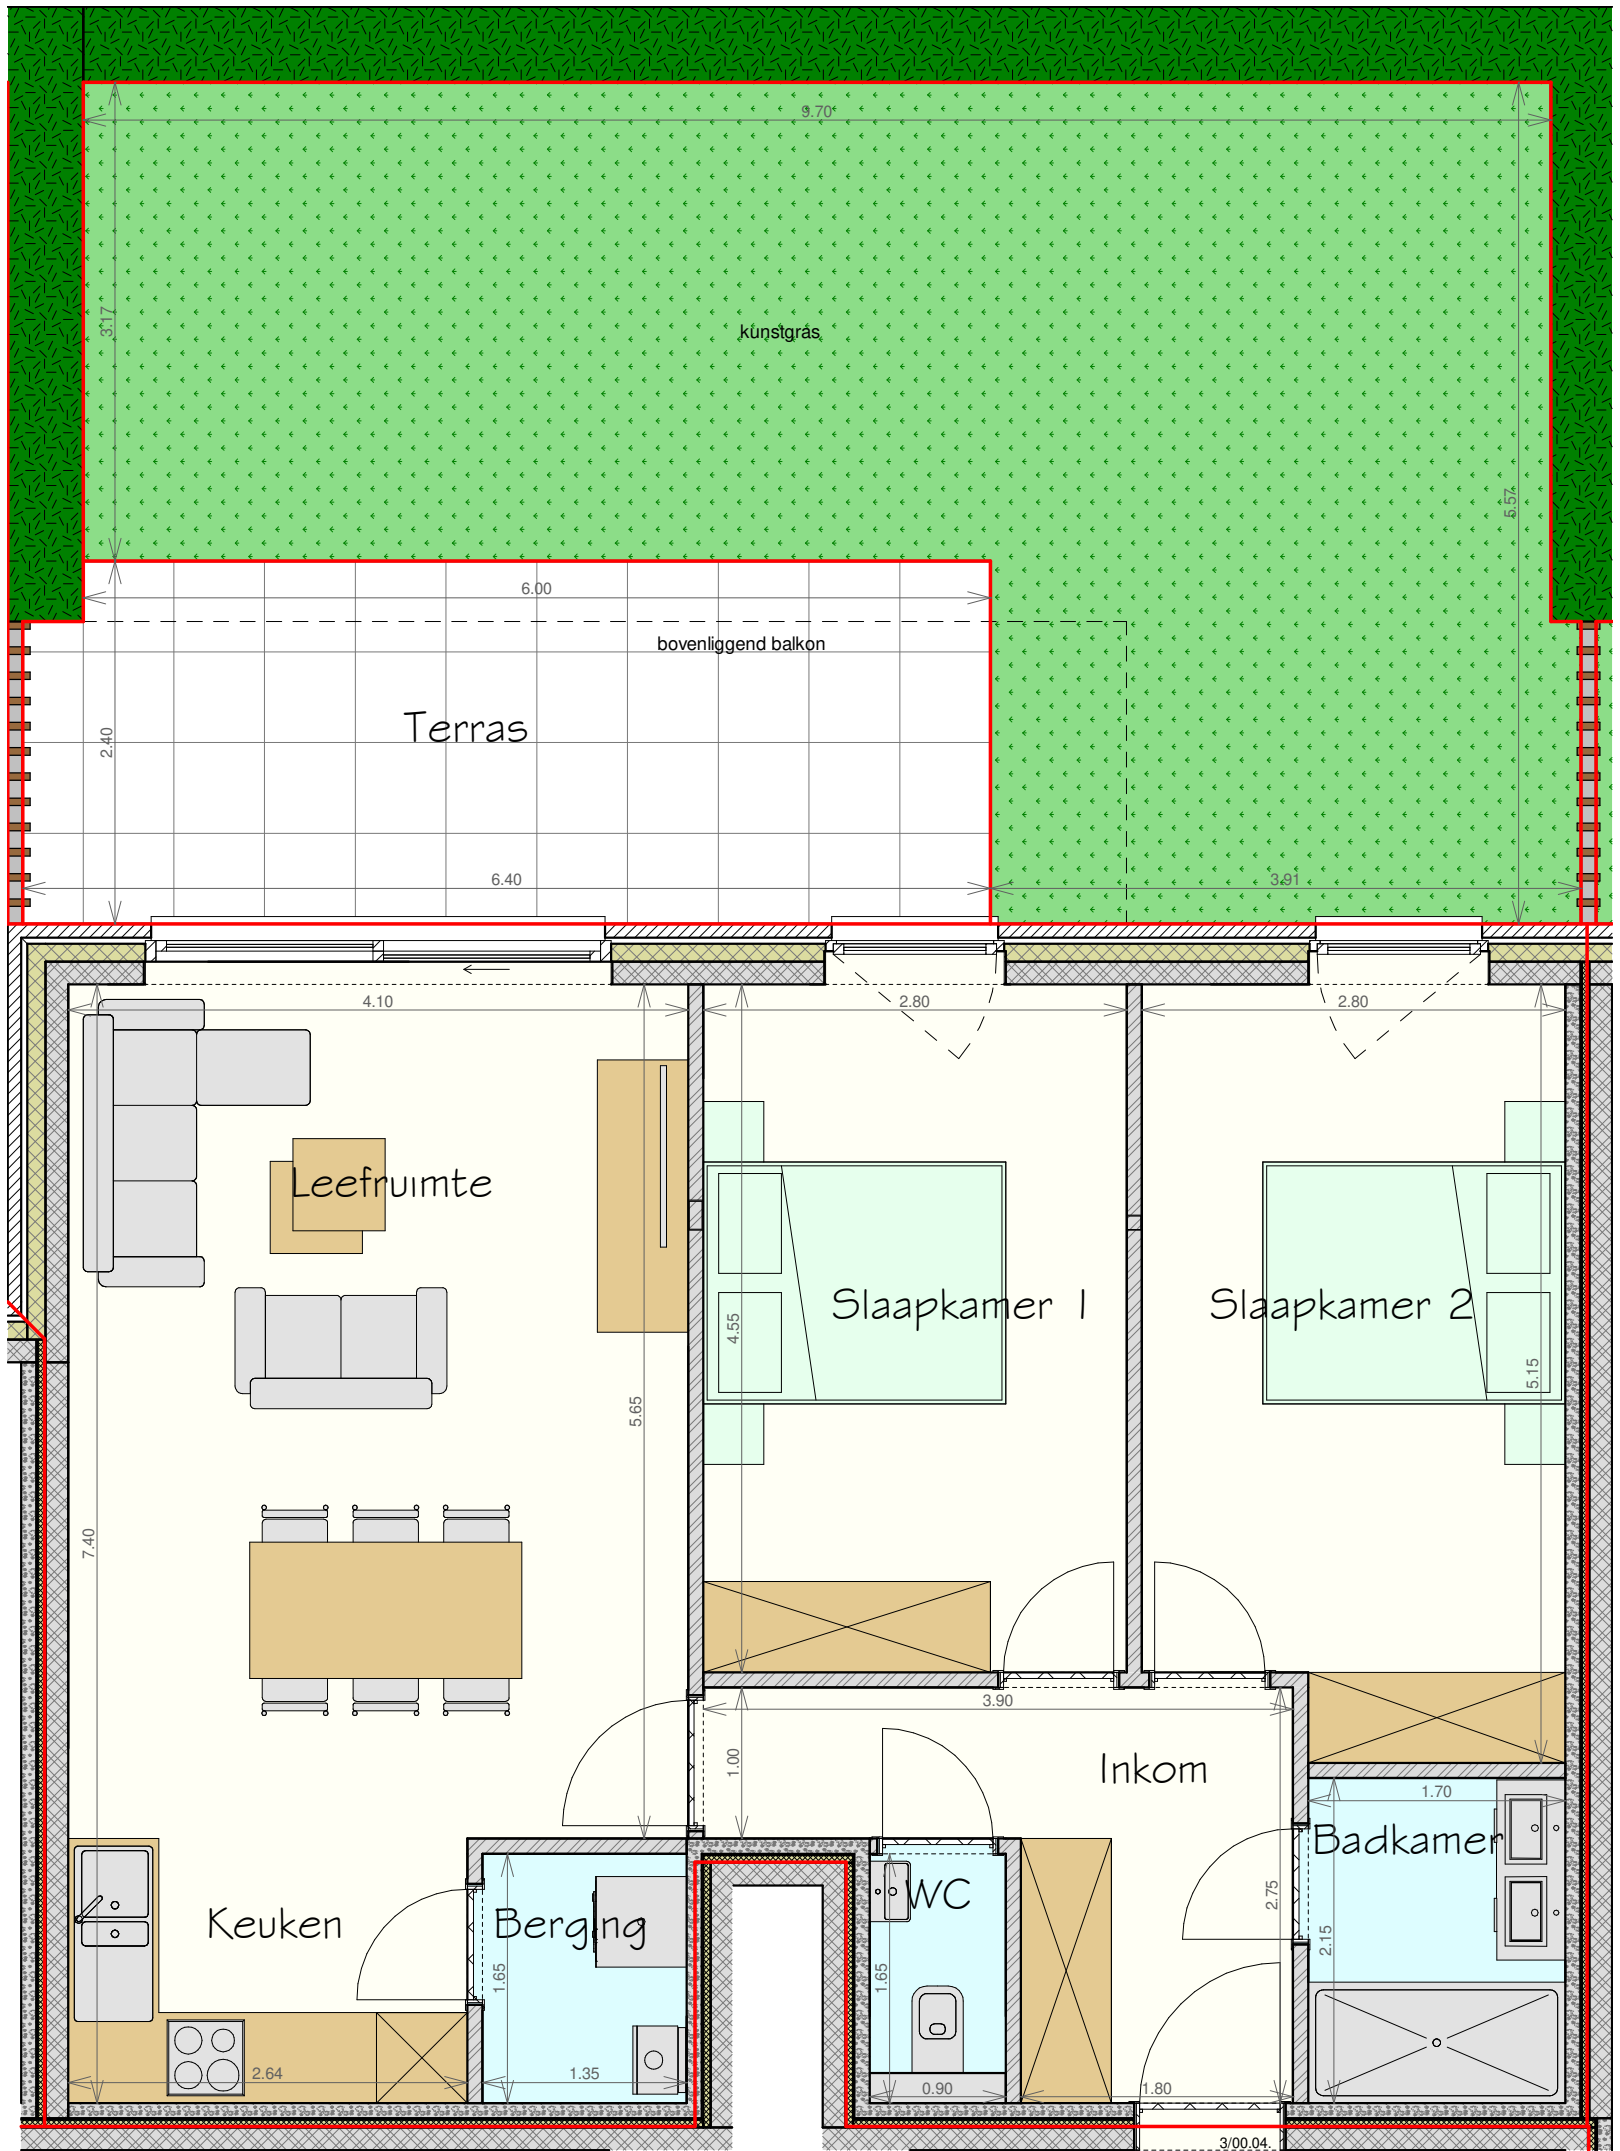 9.70
3.17
kunstgras
5.57
6.00
bovenliggend balkon
Terras
2.40
6.40
3.91
4.10
2.80
2.80
Leefruimte
Slaapkamer 1
Slaapkamer 2
4.55
5.15
5.65
7.40
3.90
1.00
Inkom
1.70
Badkamer
2.75
2.15
Keuken
Berging
WC
1.65
1.65
2.64
1.35
0.90
1.80
3/00.04.